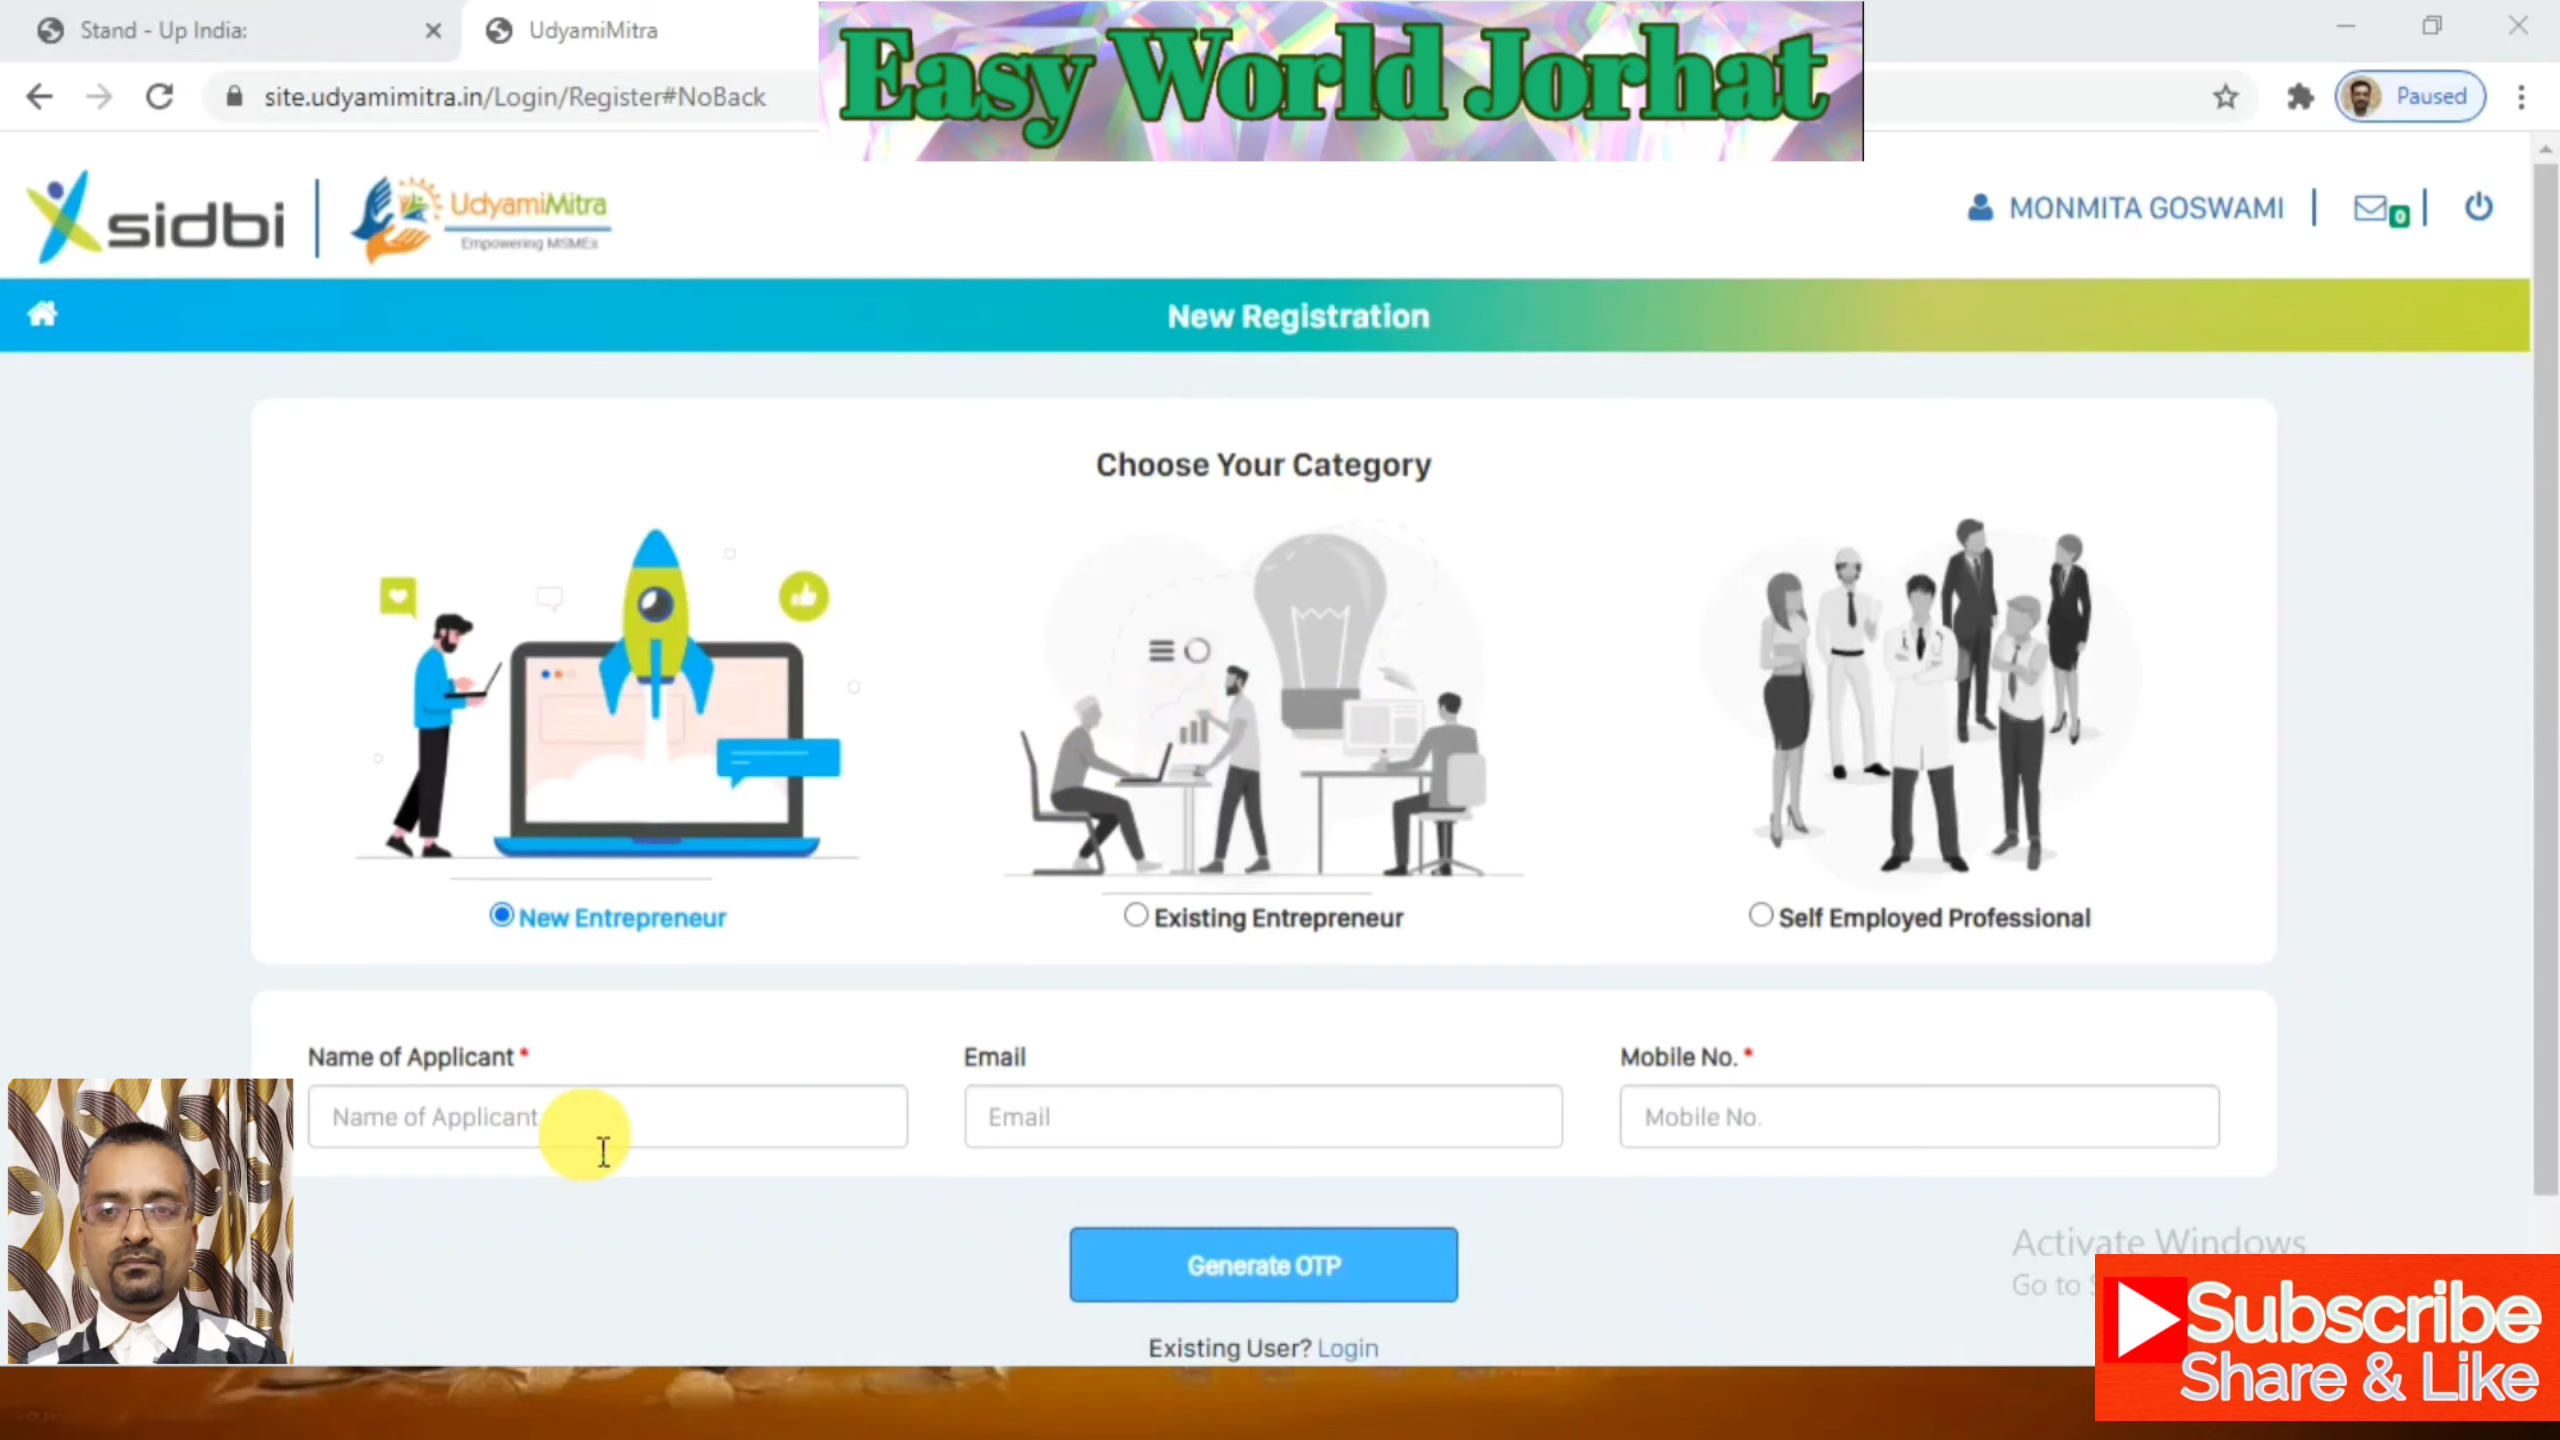 Stand - Up India:
UdyamiMitra
Easy World Jorhat
site.udyamimitra.in/Login/Register#NoBack
Paused
sidbi
UdyamiMitra
Empowering MSMEs
MONMITA GOSWAMI
0
New Registration
Choose Your Category
New Entrepreneur
Existing Entrepreneur
Self Employed Professional
Name of Applicant *
Email
Mobile No. *
Name of Applicant
Email
Mobile No.
Generate OTP
Activate Windows
Go to S
Existing User? Login
Subscribe
Share & Like